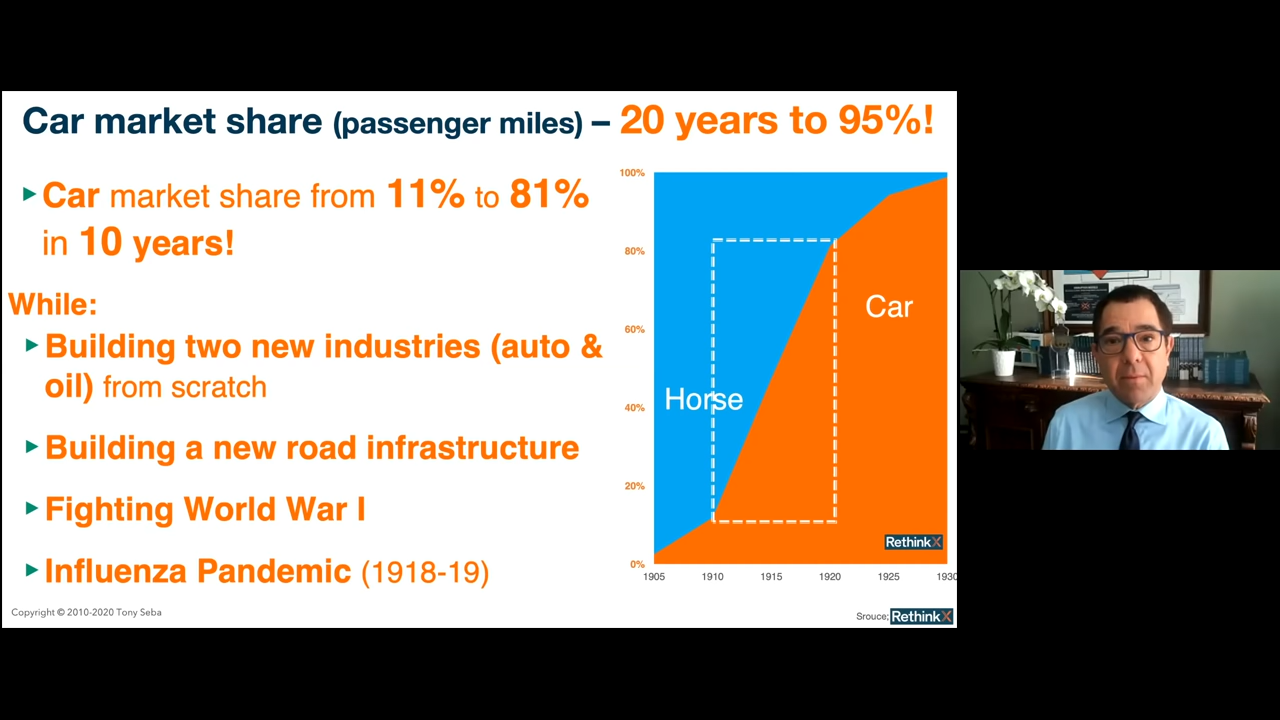 Car market share (passenger miles) – 20 years to 95%!
▸ Car market share from 11% to 81%
in 10 years!
While:
▸ Building two new industries (auto &
oil) from scratch
▸ Building a new road infrastructure
▸ Fighting World War I
▸ Influenza Pandemic (1918-19)
100%
80%
60%
40%
20%
0%
Car
Horse
RethinkX
1905 1910 1915 1920 1925 1930
Copyright © 2010-2020 Tony Seba
Srouce; RethinkX